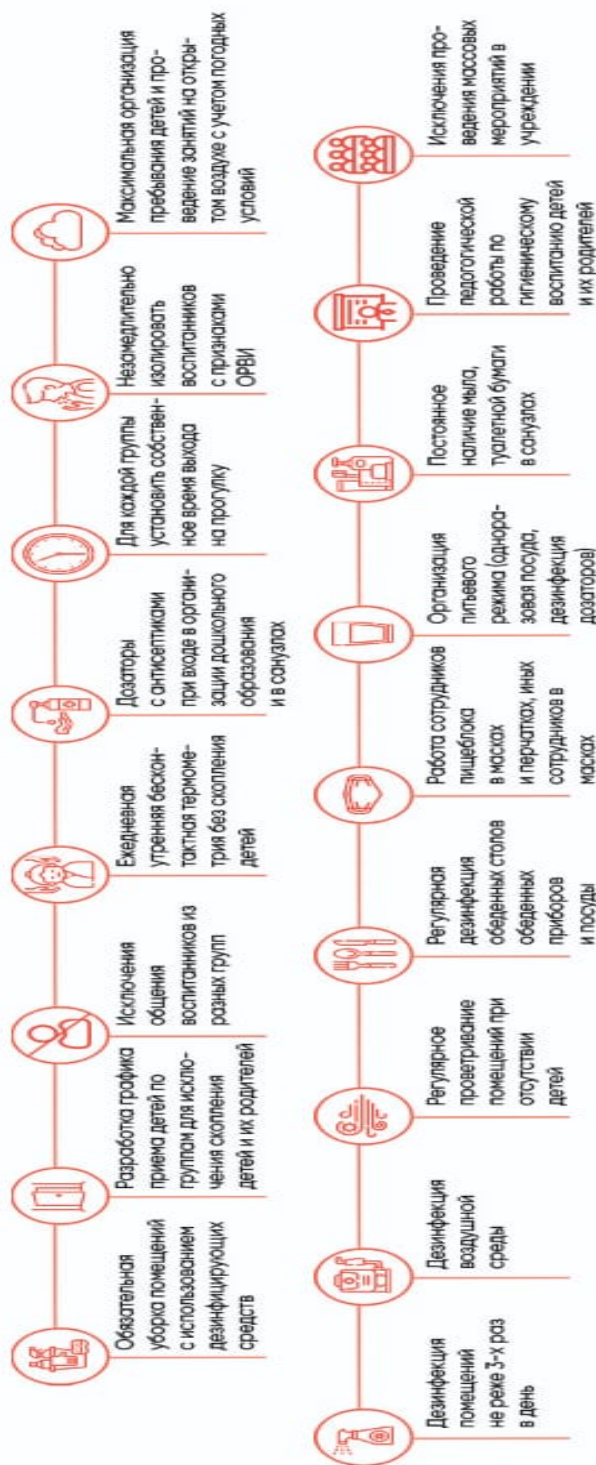 Обязательная
уборка помещений
с использованием
дезинфицирующих
средств
Разработка графика
приема детей по
группам для исклю-
чения скопления
детей и их родителей
Исключения
общения
воспитанников из
разных групп
Ежедневная
утренняя бескон-
тактная термоме-
трия без скопления
детей
Дозаторы
с антисептиками
при входе в органи-
зации дошкольного
образования
и в санузлах
Для каждой группы
установить собствен-
ное время выхода
на прогулку
Незамедлительно
изолировать
воспитанников
с признаками
ОРВИ
Максимальная организация
пребывания детей и про-
ведение занятий на откры-
том воздухе с учетом погодных
условий
Дезинфекция
помещений
не реже 3-х раз
в день
Дезинфекция
воздушной
среды
Регулярное
проветривание
помещений при
отсутствии
детей
Регулярная
дезинфекция
обеденных столов
обеденных
приборов
и посуды
Работа сотрудников
пищеблока
в масках
и перчатках, иных
сотрудников в
масках
Организация
питьевого
режима (однора-
зовая посуда,
дезинфекция
дозаторов)
Постоянное
наличие мыла,
туалетной бумаги
в санузлах
Проведение
педогогической
работы по
гигиеническому
воспитанию детей
и их родителей
Исключения про-
ведения массовых
мероприятий в
учреждении